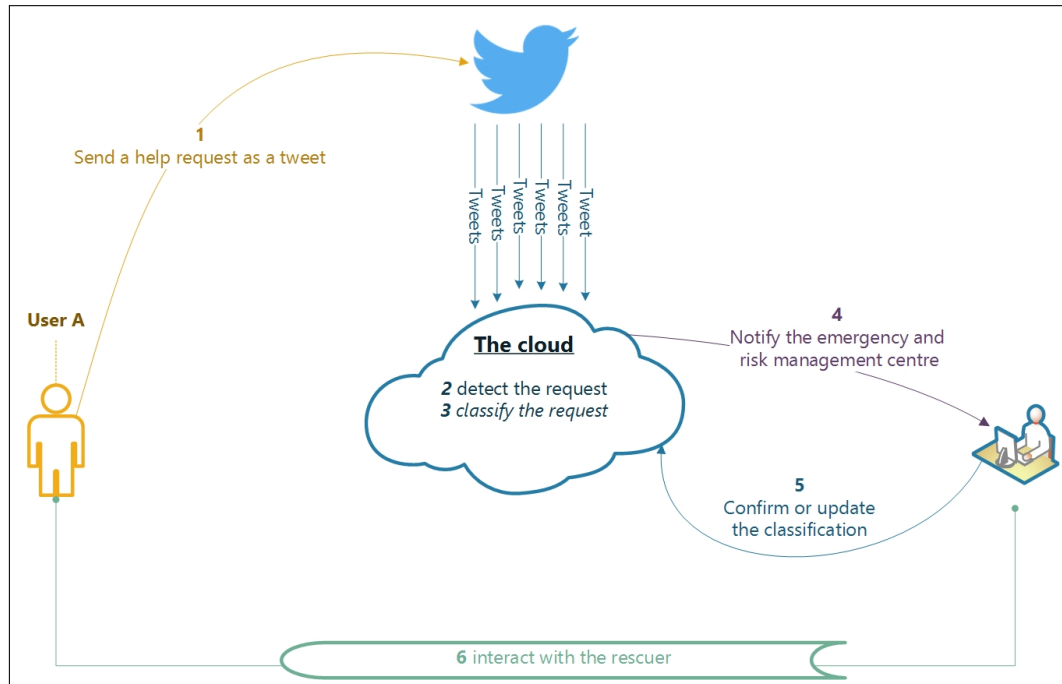 1
Send a help request as a tweet
Tweets
Tweets
Tweets
Tweets
Tweets
Tweet
User A
The cloud
2 detect the request
3 classify the request
4
Notify the emergency and
risk management centre
5
Confirm or update
the classification
6 interact with the rescuer